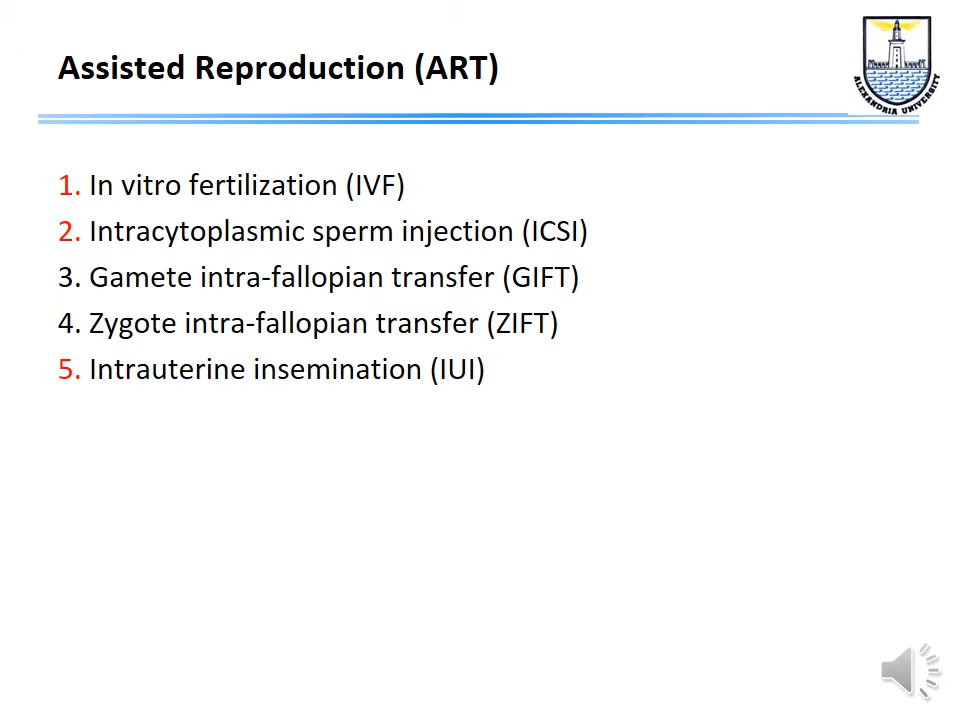 Assisted Reproduction (ART)
ALEXANDRIA UNIVERSITY
1. In vitro fertilization (IVF)
2. Intracytoplasmic sperm injection (ICSI)
3. Gamete intra-fallopian transfer (GIFT)
4. Zygote intra-fallopian transfer (ZIFT)
5. Intrauterine insemination (IUI)